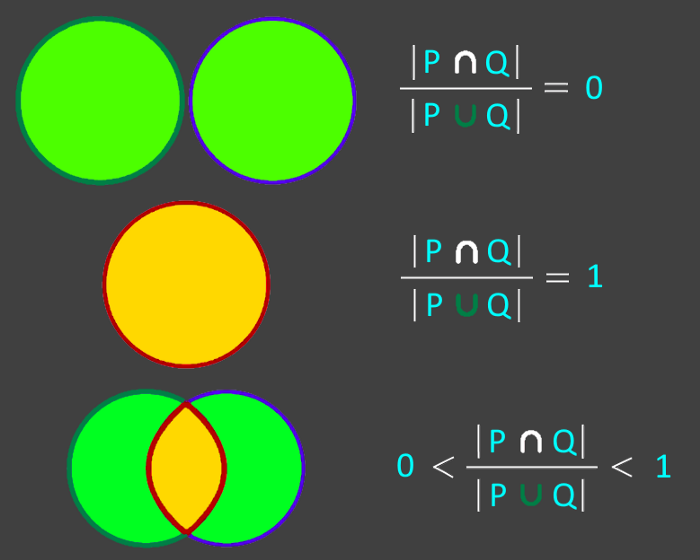 |P ∩ Q|
|P ∪ Q|
= 0
|P ∩ Q|
|P ∪ Q|
= 1
0 <
|P ∩ Q|
|P ∪ Q|
< 1